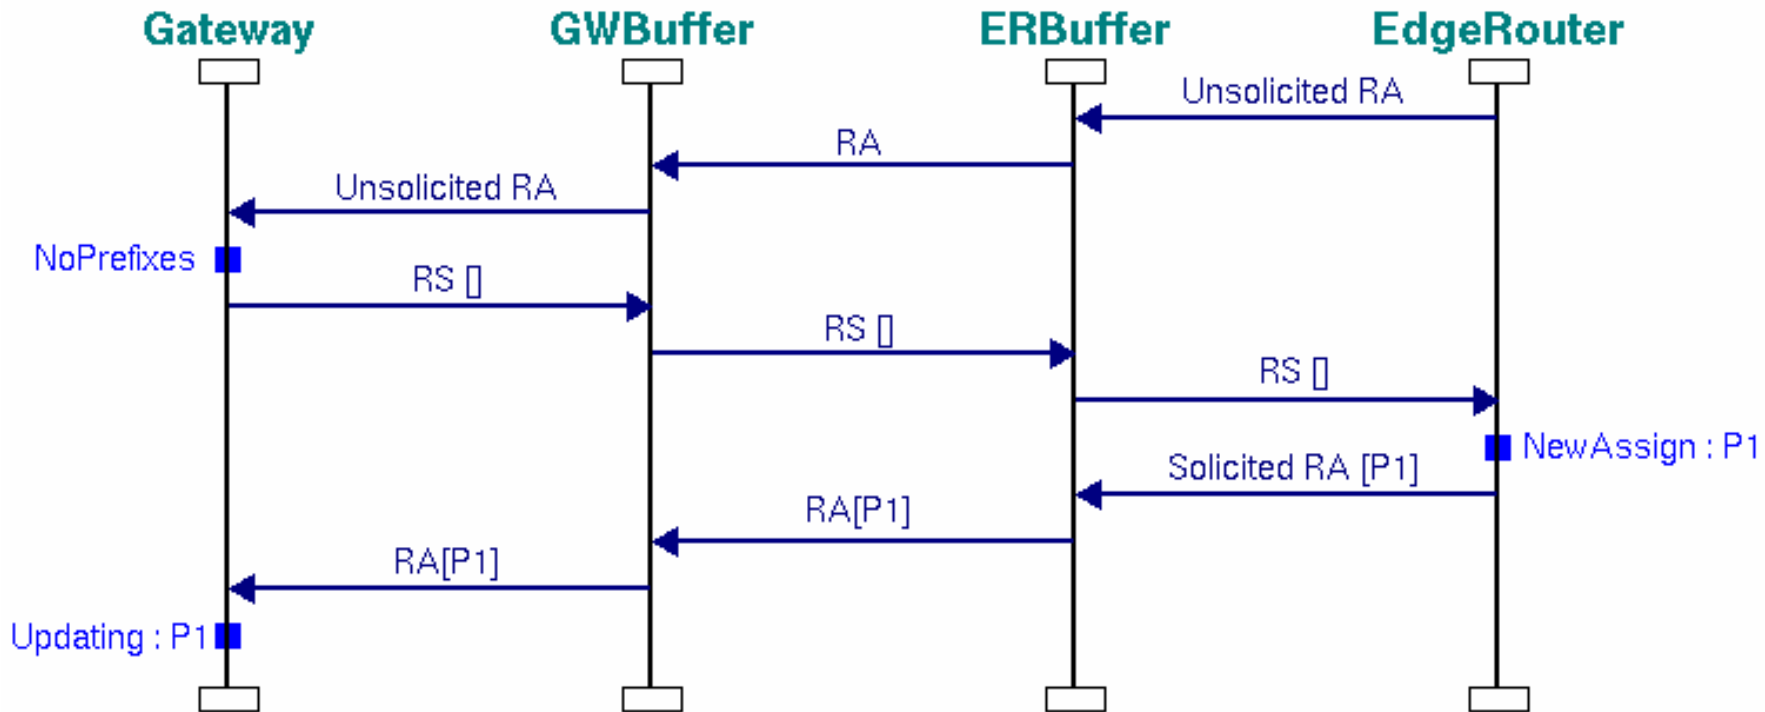 Gateway GWBuffer ERBuffer EdgeRouter
Unsolicited RA
RA
Unsolicited RA
NoPrefixes
RS []
RS []
RS []
NewAssign : P1
Solicited RA [P1]
RA[P1]
RA[P1]
Updating : P1